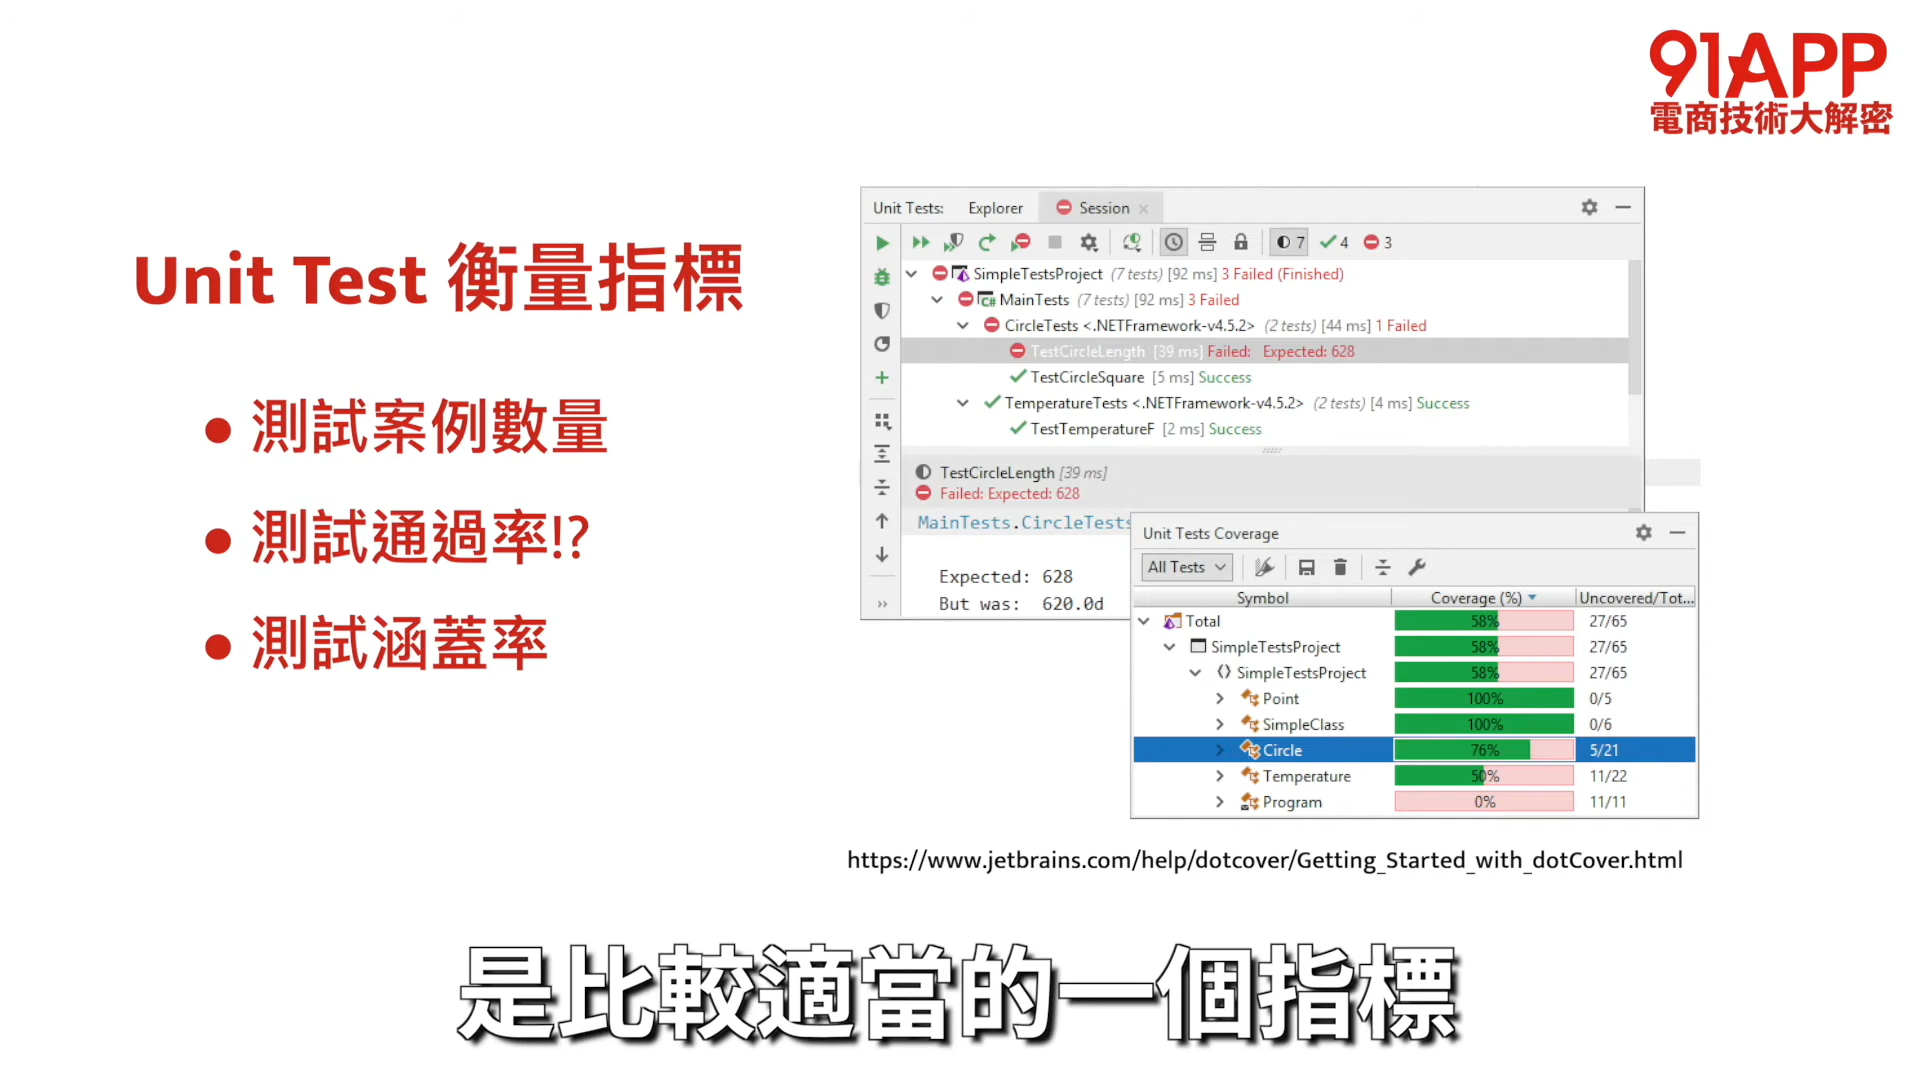 91APP
電商技術大解密
Unit Test 衡量指標
● 測試案例數量
● 測試通過率!?
● 測試涵蓋率
Unit Tests: Explorer Session
7 4 3
SimpleTestsProject (7 tests) [92 ms] 3 Failed (Finished)
MainTests (7 tests) [92 ms] 3 Failed
CircleTests <.NETFramework-v4.5.2> (2 tests) [44 ms] 1 Failed
TestCircleLength [39 ms] Failed: Expected: 628
TestCircleSquare [5 ms] Success
TemperatureTests <.NETFramework-v4.5.2> (2 tests) [4 ms] Success
TestTemperatureF [2 ms] Success
TestCircleLength [39 ms]
Failed: Expected: 628
MainTests.CircleTests
Expected: 628
But was: 620.0d
Unit Tests Coverage
All Tests
Symbol Coverage (%) Uncovered/Tot...
Total 58% 27/65
SimpleTestsProject 58% 27/65
SimpleTestsProject 58% 27/65
Point 100% 0/5
SimpleClass 100% 0/6
Circle 76% 5/21
Temperature 50% 11/22
Program 0% 11/11
https://www.jetbrains.com/help/dotcover/Getting_Started_with_dotCover.html
是比較適當的一個指標